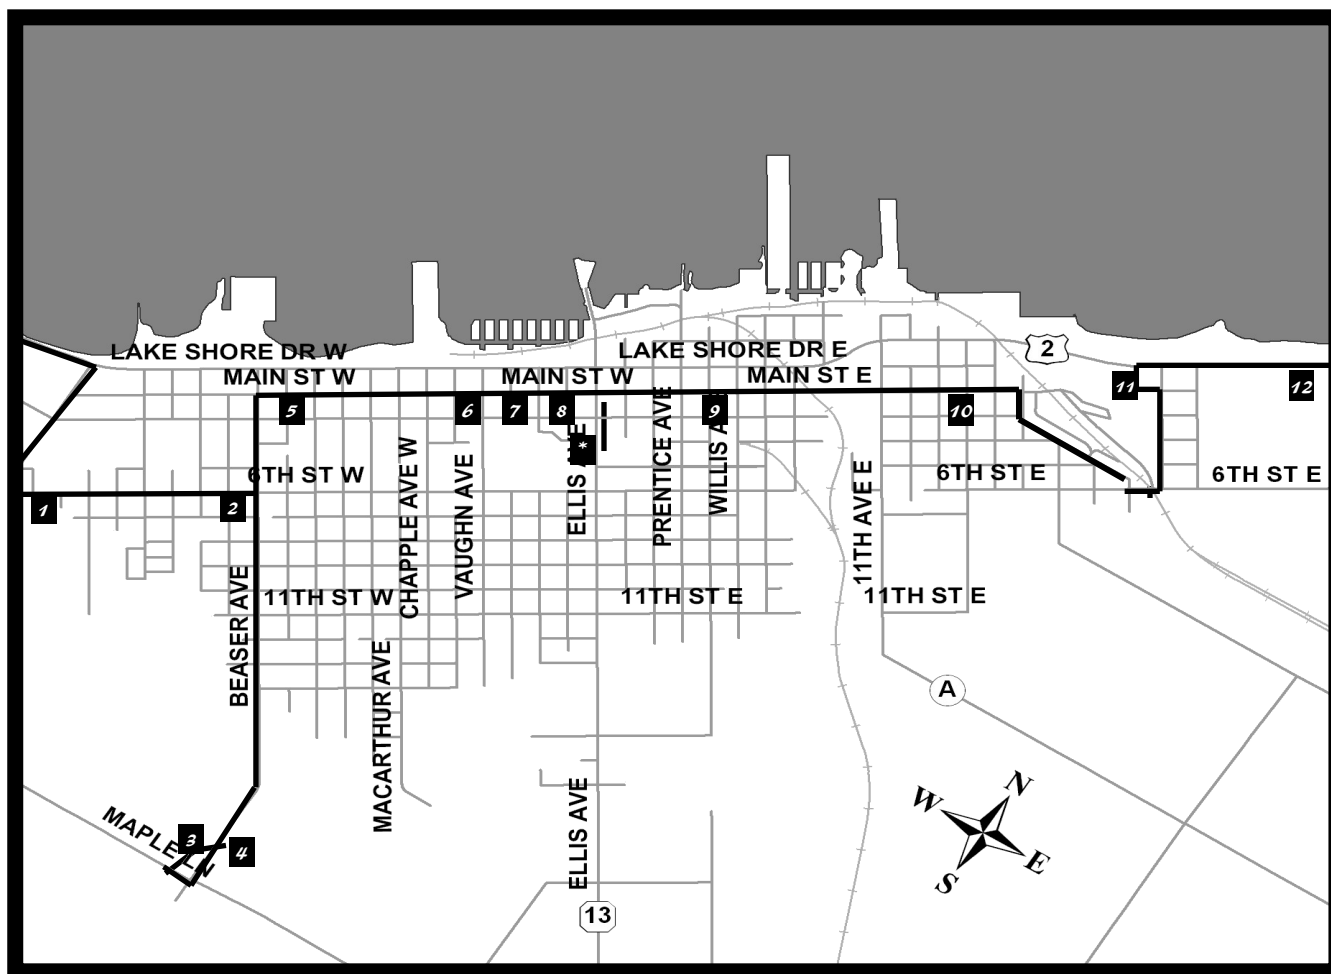 LAKE SHORE DR W
LAKE SHORE DR E
2
MAIN ST W
MAIN ST W
MAIN ST E
11
12
5
6
7
8
9
10
*
6TH ST W
6TH ST E
6TH ST E
1
2
CHAPPLE AVE W
VAUGHN AVE
ELLIS AVE
PRENTICE AVE
WILLIS A
11TH AVE E
BEASER AVE
11TH ST W
11TH ST E
11TH ST E
MACARTHUR AVE
A
N
W
E
S
MAPLE LN
3
4
ELLIS AVE
13